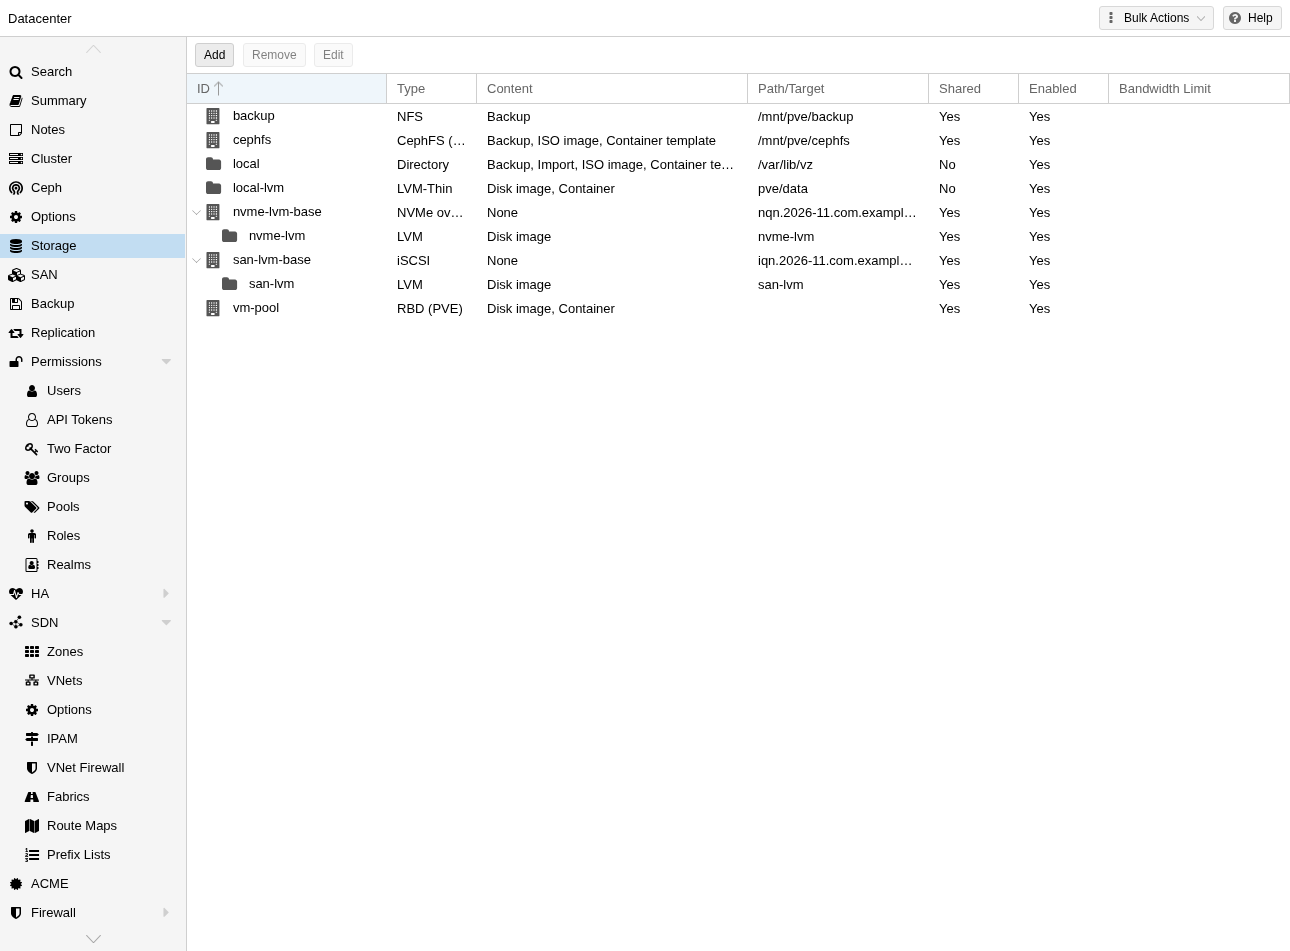 Datacenter
Bulk Actions
Help
Search
Summary
Notes
Cluster
Ceph
Options
Storage
SAN
Backup
Replication
Permissions
Users
API Tokens
Two Factor
Groups
Pools
Roles
Realms
HA
SDN
Zones
VNets
Options
IPAM
VNet Firewall
Fabrics
Route Maps
Prefix Lists
ACME
Firewall
Add Remove Edit
ID Type Content Path/Target Shared Enabled Bandwidth Limit
backup NFS Backup /mnt/pve/backup Yes Yes
cephfs CephFS (… Backup, ISO image, Container template /mnt/pve/cephfs Yes Yes
local Directory Backup, Import, ISO image, Container te… /var/lib/vz No Yes
local-lvm LVM-Thin Disk image, Container pve/data No Yes
nvme-lvm-base NVMe ov… None nqn.2026-11.com.exampl… Yes Yes
nvme-lvm LVM Disk image nvme-lvm Yes Yes
san-lvm-base iSCSI None iqn.2026-11.com.exampl… Yes Yes
san-lvm LVM Disk image san-lvm Yes Yes
vm-pool RBD (PVE) Disk image, Container Yes Yes